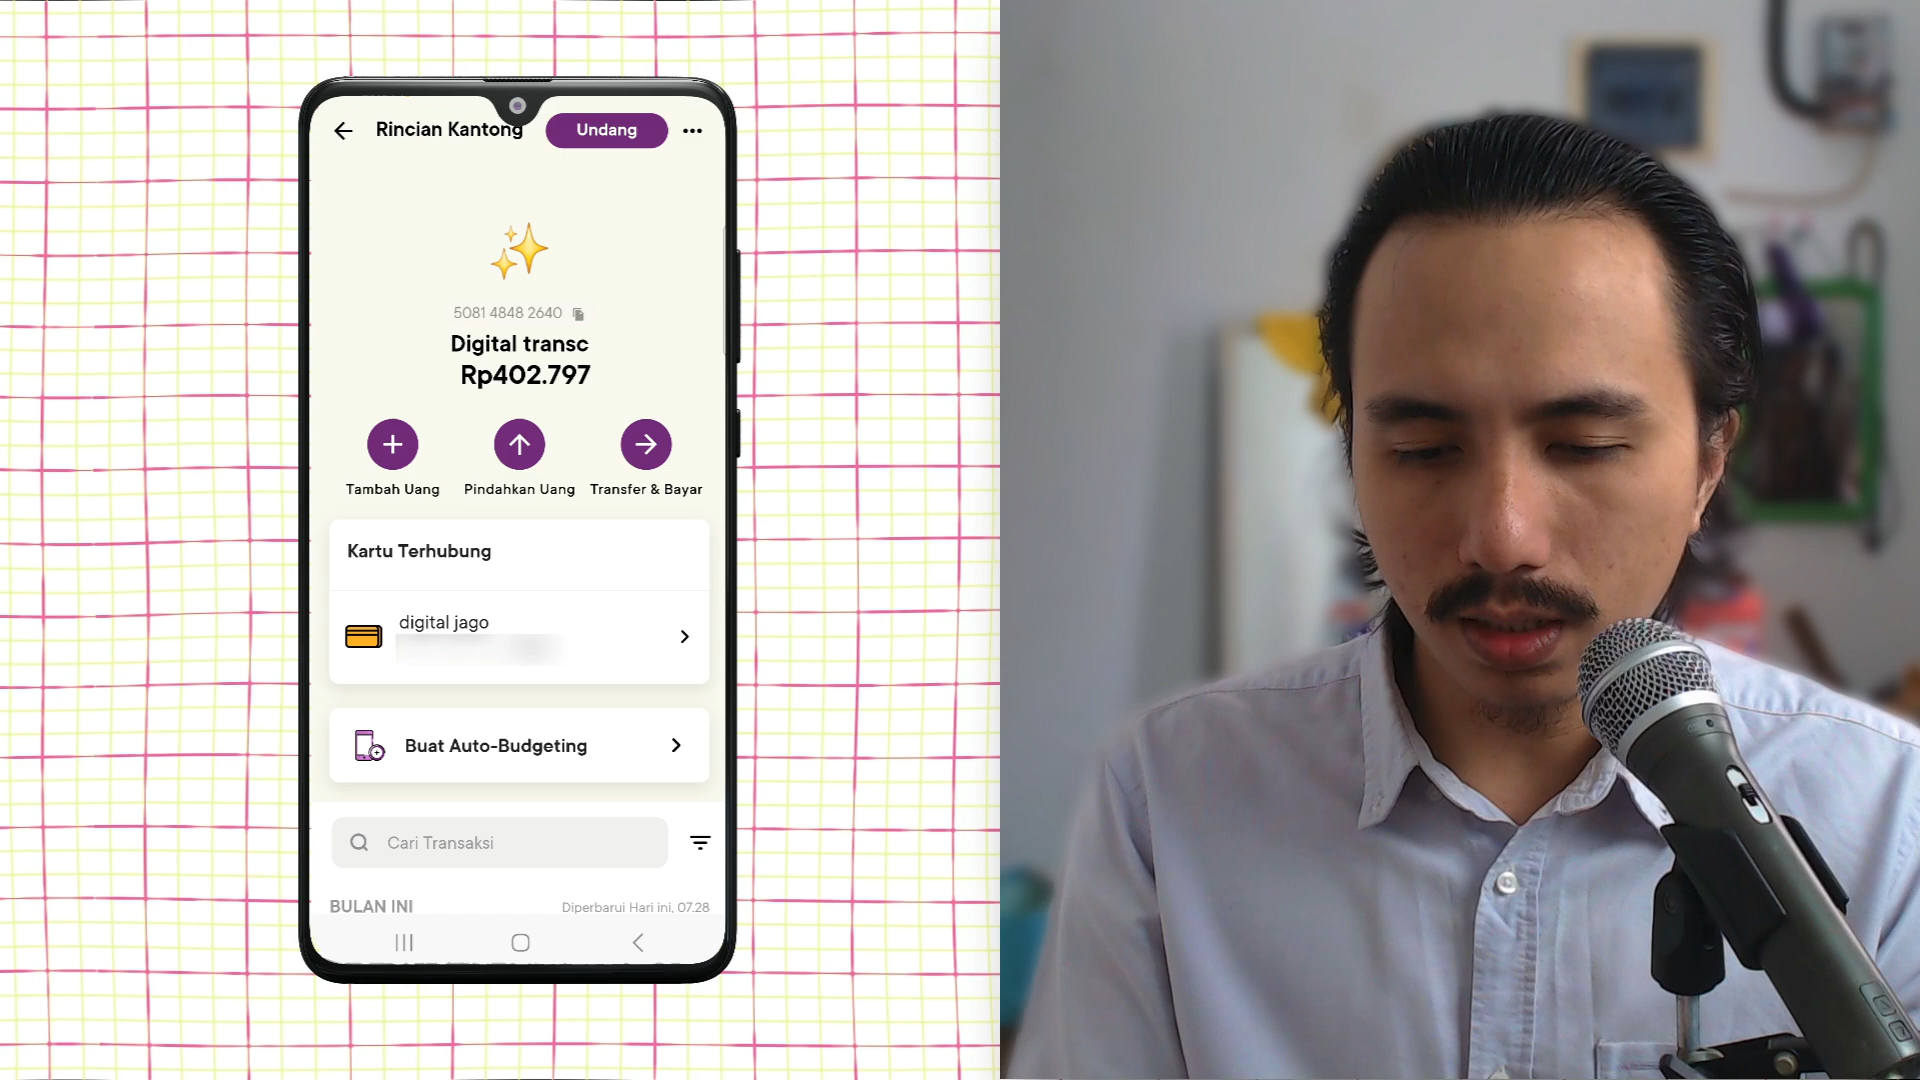 Rincian Kantong
Undang
5081 4848 2640
Digital transc
Rp402.797
Tambah Uang
Pindahkan Uang
Transfer & Bayar
Kartu Terhubung
digital jago
Buat Auto-Budgeting
Cari Transaksi
BULAN INI
Diperbarui Hari ini, 07.28